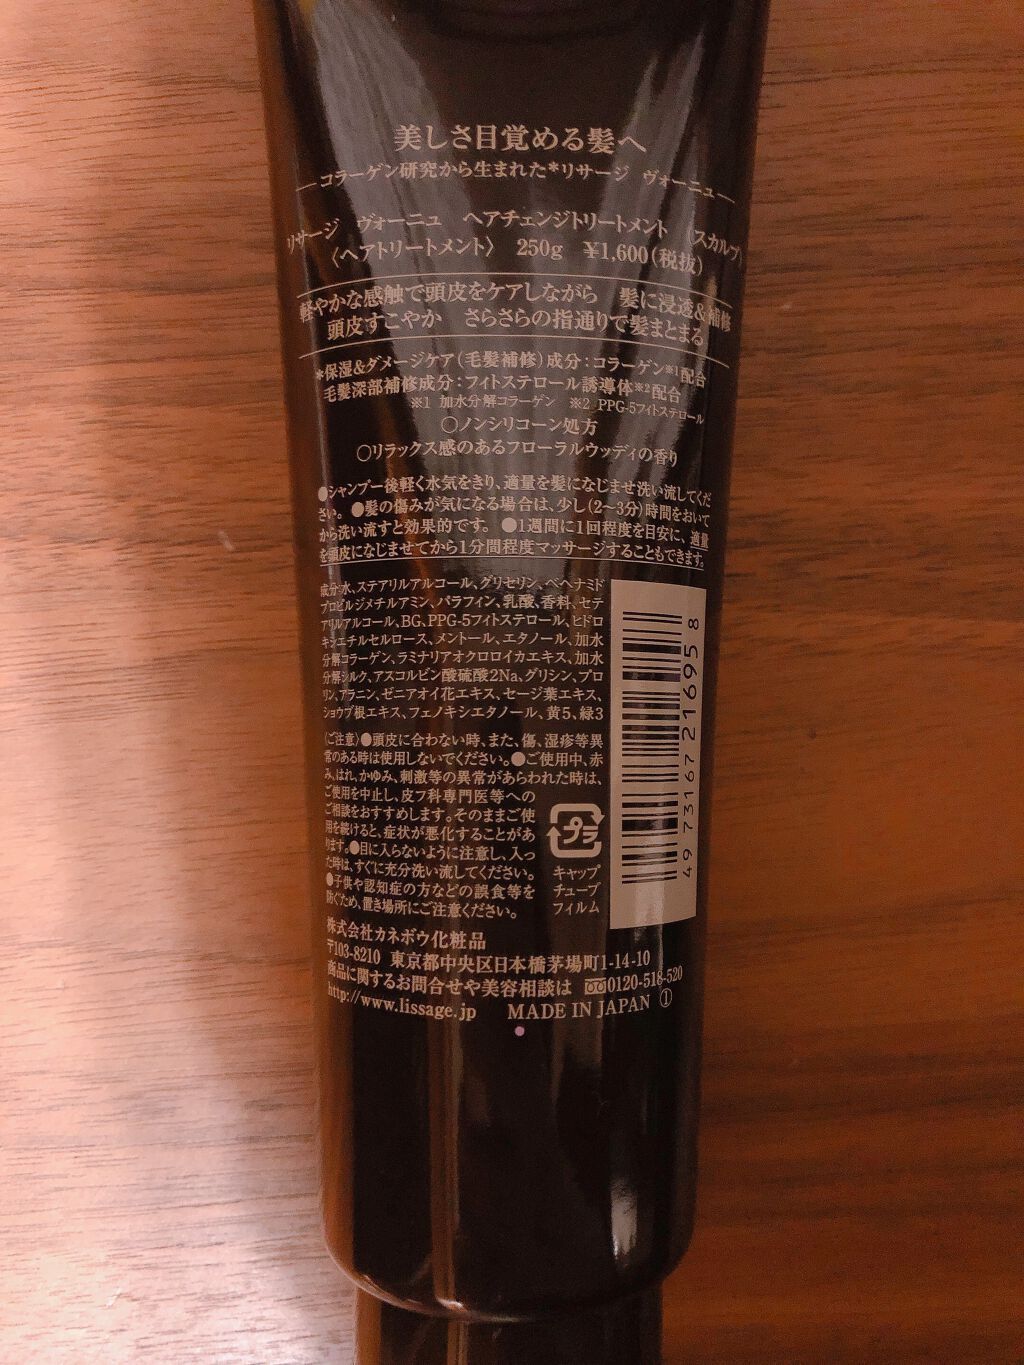 美しさ目覚める髪へ
―コラーゲン研究から生まれた*リサージ ヴォーニュ―
リサージ ヴォーニュ ヘアチェンジトリートメント (スカルプ)
〈ヘアトリートメント〉 250g ¥1,600(税抜)
軽やかな感触で頭皮をケアしながら 髪に浸透&補修
頭皮すこやか さらさらの指通りで髪まとまる
*保湿&ダメージケア(毛髪補修)成分:コラーゲン※1配合
毛髪深部補修成分:フィトステロール誘導体※2配合
※1 加水分解コラーゲン ※2 PPG-5フィトステロール
○ノンシリコーン処方
○リラックス感のあるフローラルウッディの香り
●シャンプー後軽く水気をきり、適量を髪になじませ洗い流してくだ
さい。●髪の傷みが気になる場合は、少し(2～3分)時間をおいて
から洗い流すと効果的です。●1週間に1回程度を目安に、適量
を頭皮になじませてから1分間程度マッサージすることもできます。
成分:水、ステアリルアルコール、グリセリン、ベヘナミド
プロピルジメチルアミン、パラフィン、乳酸、香料、セテ
アリルアルコール、BG、PPG-5フィトステロール、ヒドロ
キシエチルセルロース、メントール、エタノール、加水
分解コラーゲン、ラミナリアオクロロイカエキス、加水
分解シルク、アスコルビン酸硫酸2Na、グリシン、プロ
リン、アラニン、ゼニアオイ花エキス、セージ葉エキス、
ショウブ根エキス、フェノキシエタノール、黄5、緑3
〈ご注意〉●頭皮に合わない時、また、傷、湿疹等異
常のある時は使用しないでください。●ご使用中、赤
み、はれ、かゆみ、刺激等の異常があらわれた時は、
ご使用を中止し、皮フ科専門医等への
ご相談をおすすめします。そのままご使
用を続けると、症状が悪化することがあ
ります。●目に入らないように注意し、入っ
た時は、すぐに充分洗い流してください。
●子供や認知症の方などの誤食等を
防ぐため、置き場所にご注意ください。
プラ
キャップ
チューブ
フィルム
4 973167 216958
株式会社カネボウ化粧品
〒103-8210 東京都中央区日本橋茅場町1-14-10
商品に関するお問合せや美容相談は 0120-518-520
http://www.lissage.jp MADE IN JAPAN ①